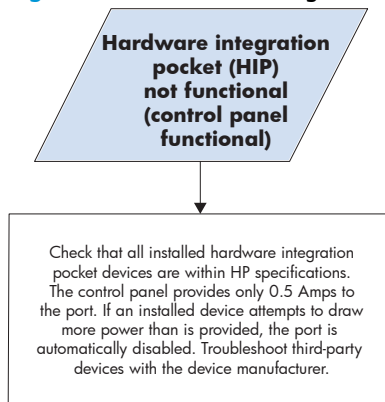 Hardware integration
pocket (HIP)
not functional
(control panel
functional)
Check that all installed hardware integration
pocket devices are within HP specifications.
The control panel provides only 0.5 Amps to
the port. If an installed device attempts to draw
more power than is provided, the port is
automatically disabled. Troubleshoot third-party
devices with the device manufacturer.